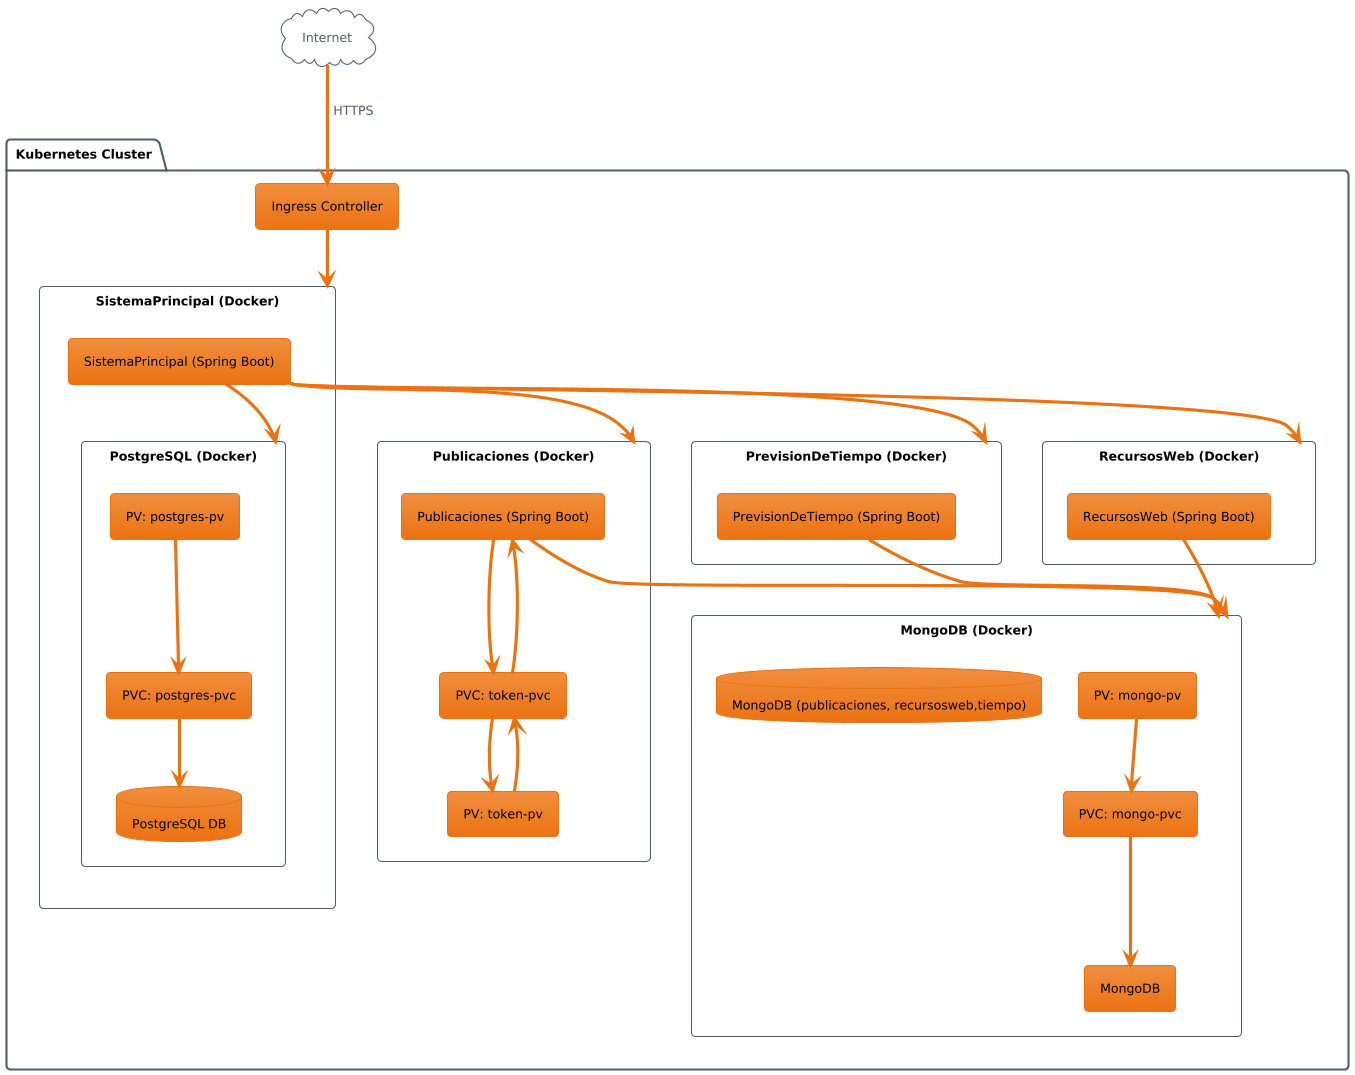 Internet
HTTPS
Kubernetes Cluster
Ingress Controller
SistemaPrincipal (Docker)
SistemaPrincipal (Spring Boot)
PostgreSQL (Docker)
Publicaciones (Docker)
PrevisionDeTiempo (Docker)
RecursosWeb (Docker)
PV: postgres-pv
Publicaciones (Spring Boot)
PrevisionDeTiempo (Spring Boot)
RecursosWeb (Spring Boot)
MongoDB (Docker)
PVC: postgres-pvc
PVC: token-pvc
MongoDB (publicaciones, recursosweb,tiempo)
PV: mongo-pv
PostgreSQL DB
PV: token-pv
PVC: mongo-pvc
MongoDB